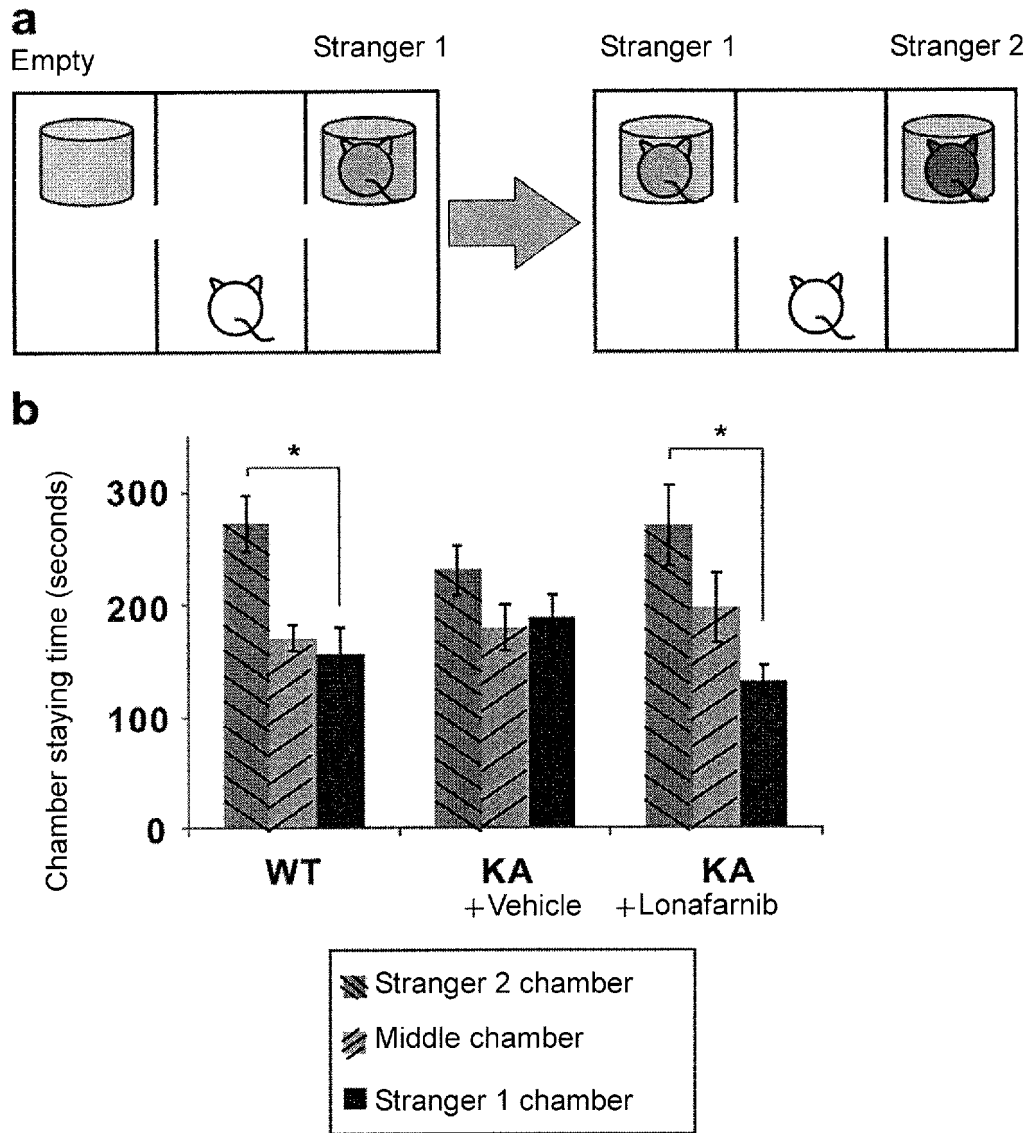 a
Empty Stranger 1 Stranger 1 Stranger 2
b
Chamber staying time (seconds)
300
200
100
0
*
*
WT KA KA
+Vehicle +Lonafarnib
Stranger 2 chamber
Middle chamber
Stranger 1 chamber